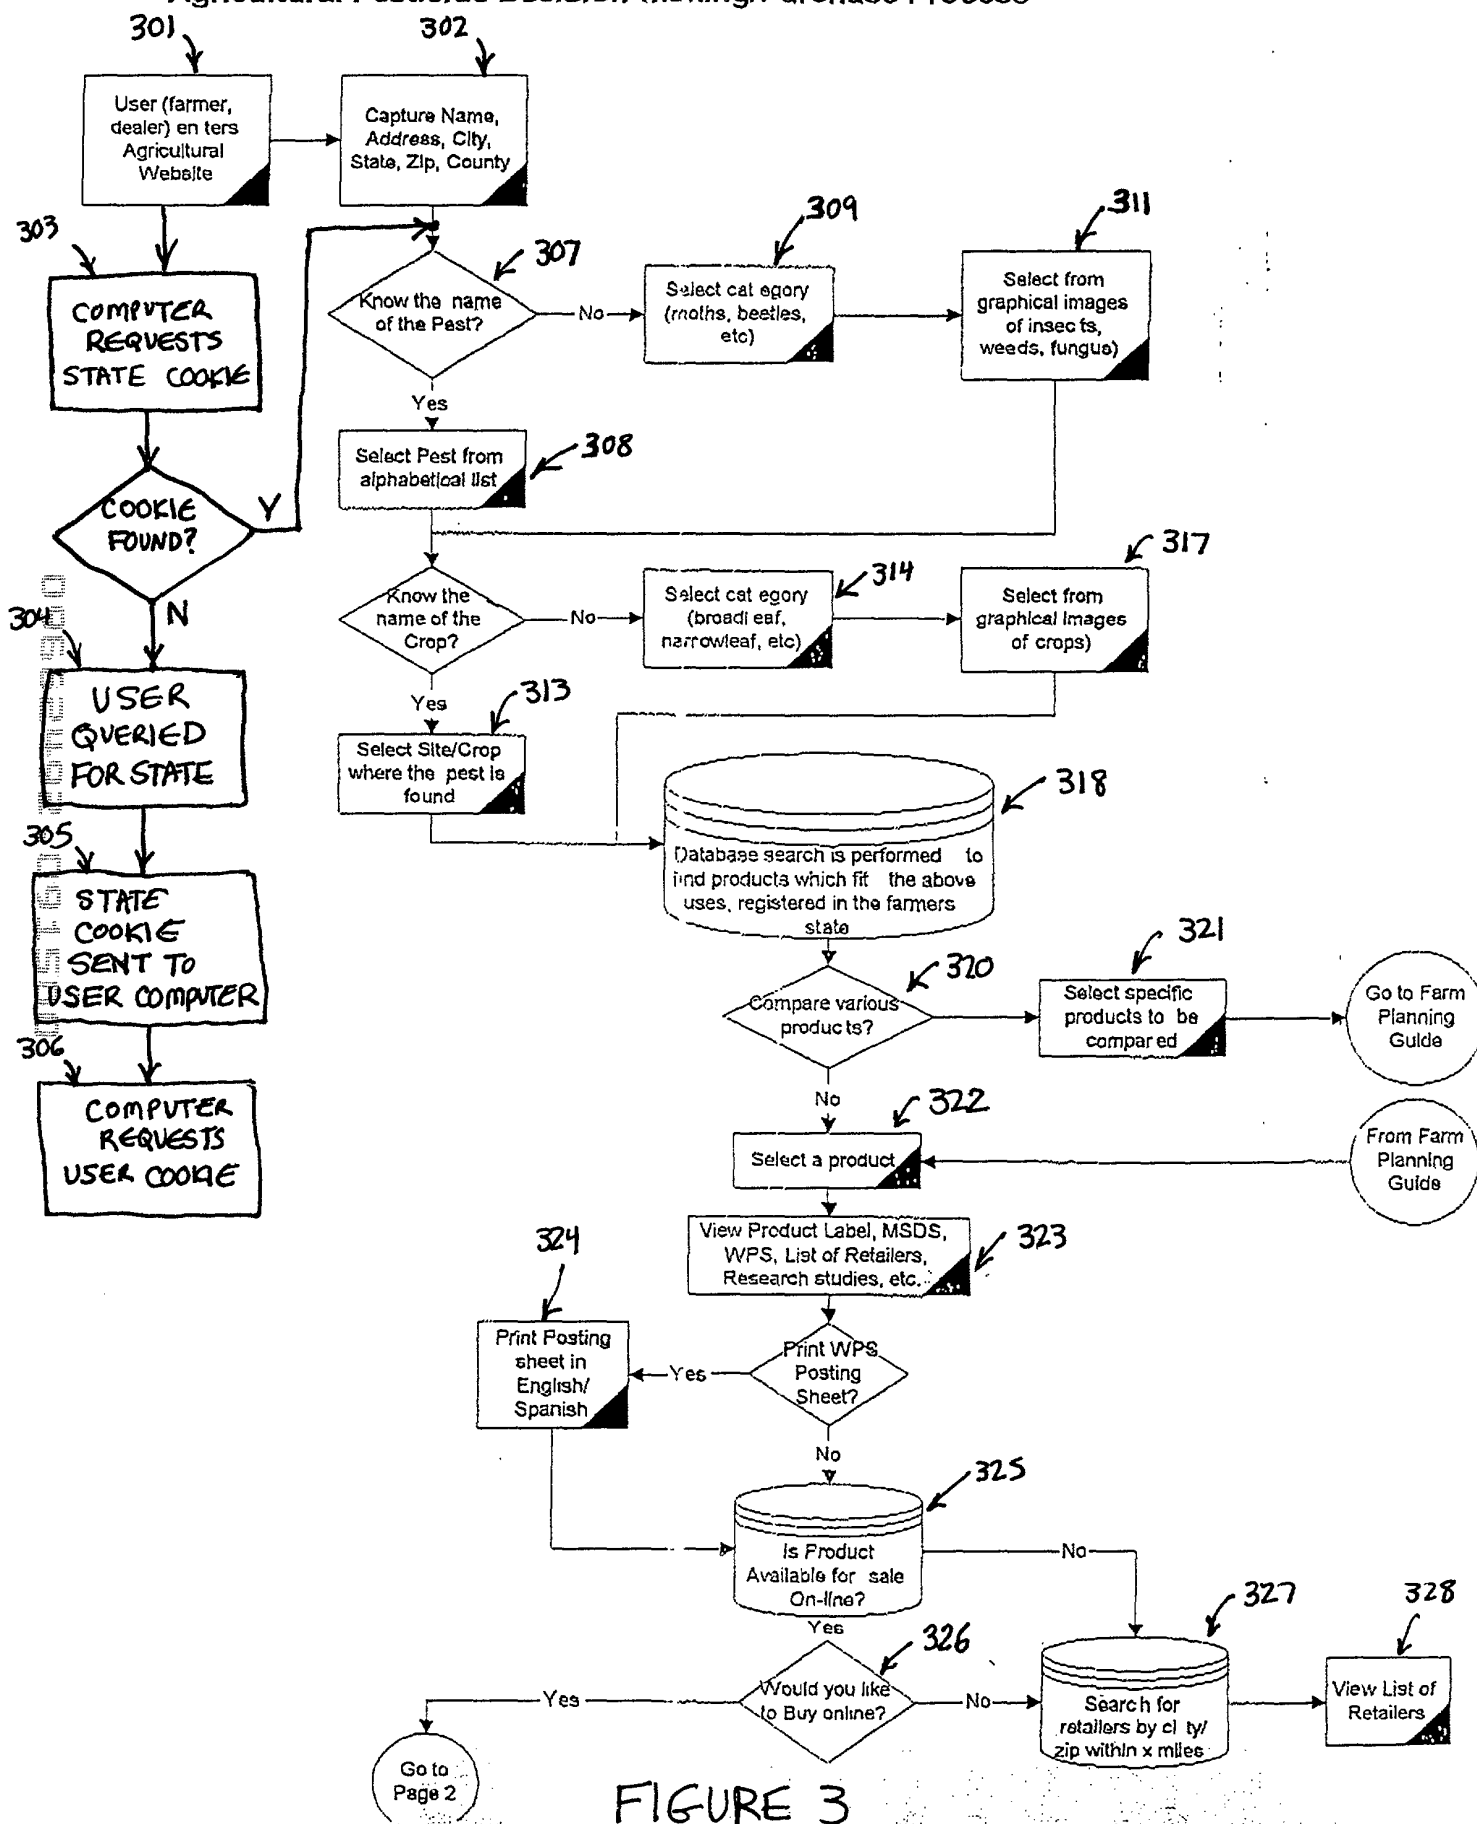 Agricultural Pesticide Decision Making/Purchase Process
301
302
User (farmer,
dealer) en ters
Agricultural
Website
Capture Name,
Address, City,
State, Zip, County
303
COMPUTER
REQUESTS
STATE COOKIE
307
Know the name
of the Pest?
No
309
Select cat egory
(moths, beetles,
etc)
311
Select from
graphical images
of insec ts,
weeds, fungus)
Yes
308
Select Pest from
alphabetical list
COOKIE
FOUND?
Y
N
Know the
name of the
Crop?
No
314
Select cat egory
(broadl eaf,
narrowleaf, etc)
317
Select from
graphical images
of crops)
304
USER
QUERIED
FOR STATE
Yes
313
Select Site/Crop
where the pest is
found
318
Database search is performed to
find products which fit the above
uses, registered in the farmers
state
305
STATE
COOKIE
SENT TO
USER COMPUTER
320
Compare various
produc ts?
321
Select specific
products to be
compar ed
Go to Farm
Planning
Guide
306
COMPUTER
REQUESTS
USER COOKIE
No
322
Select a product
From Farm
Planning
Guide
323
View Product Label, MSDS,
WPS, List of Retailers,
Research studies, etc.
324
Print Posting
sheet in
English/
Spanish
Yes
Print WPS
Posting
Sheet?
No
325
Is Product
Available for sale
On-line?
No
Yes
326
Would you like
to Buy online?
Yes
No
327
Search for
retailers by ci ty/
zip within x miles
328
View List of
Retailers
Go to
Page 2
FIGURE 3